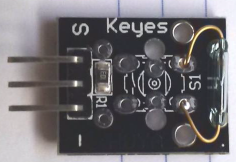 S Keyes
R1
S1
-